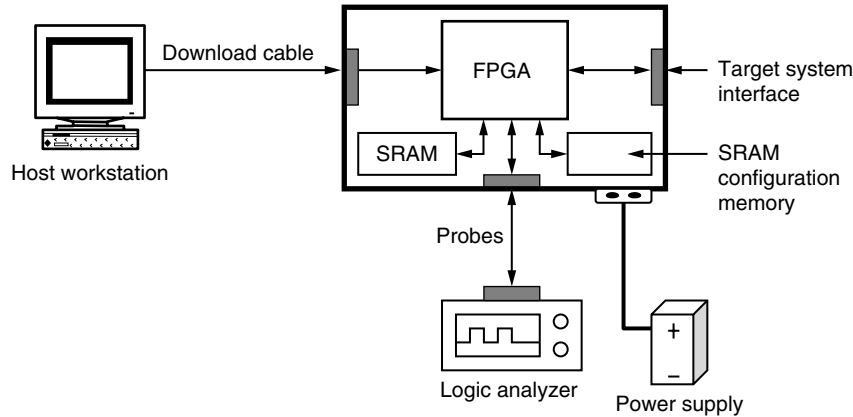 Download cable
FPGA
Target system
interface
SRAM
SRAM
configuration
memory
Host workstation
Probes
+
−
Logic analyzer
Power supply